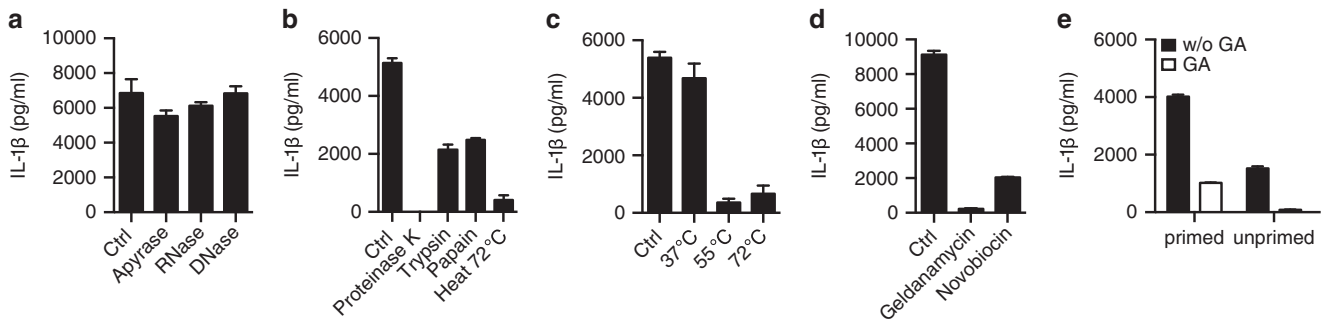 a
IL-1β (pg/ml)
10000
8000
6000
4000
2000
0
Ctrl
Apyrase
RNase
DNase
b
IL-1β (pg/ml)
6000
4000
2000
0
Ctrl
Proteinase K
Trypsin
Papain
Heat 72°C
c
IL-1β (pg/ml)
6000
4000
2000
0
Ctrl
37°C
55°C
72°C
d
IL-1β (pg/ml)
10000
8000
6000
4000
2000
0
Ctrl
Geldanamycin
Novobiocin
e
IL-1β (pg/ml)
6000
4000
2000
0
w/o GA
GA
primed
unprimed